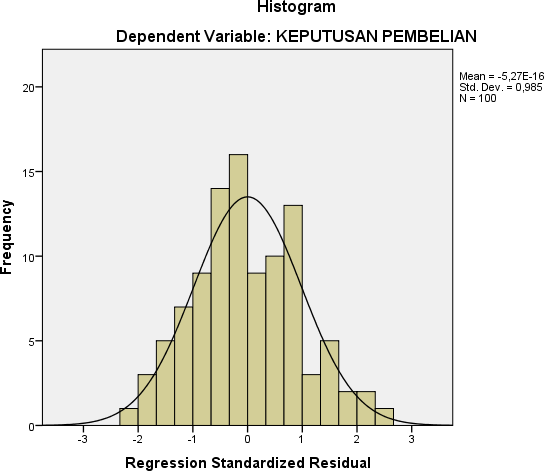 Histogram
Dependent Variable: KEPUTUSAN PEMBELIAN
Mean = -5,27E-16
Std. Dev. = 0,985
N = 100
Frequency
20
15
10
5
0
-3 -2 -1 0 1 2 3
Regression Standardized Residual